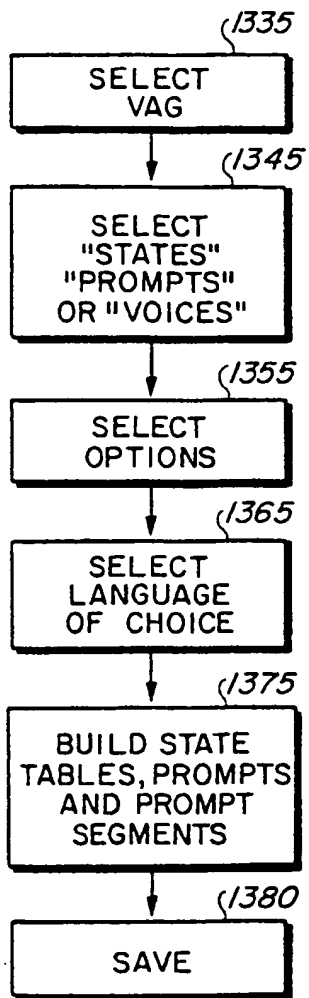 1335
SELECT
VAG
1345
SELECT
"STATES"
"PROMPTS"
OR "VOICES"
1355
SELECT
OPTIONS
1365
SELECT
LANGUAGE
OF CHOICE
1375
BUILD STATE
TABLES, PROMPTS
AND PROMPT
SEGMENTS
1380
SAVE